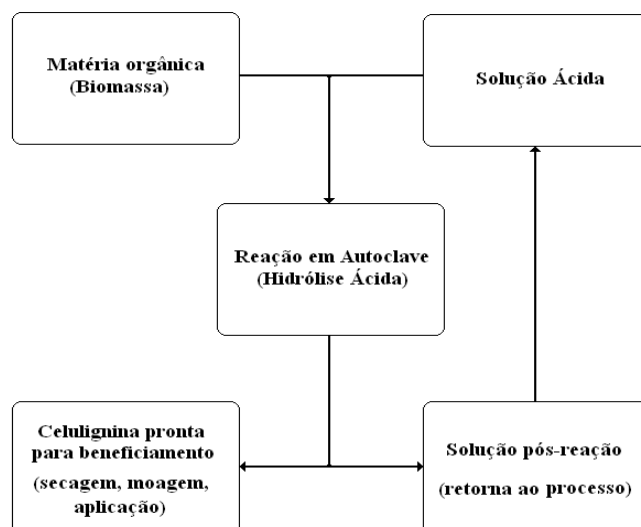 Matéria orgânica
(Biomassa)
Solução Ácida
Reação em Autoclave
(Hidrólise Ácida)
Celulignina pronta
para beneficiamento
(secagem, moagem,
aplicação)
Solução pós-reação
(retorna ao processo)